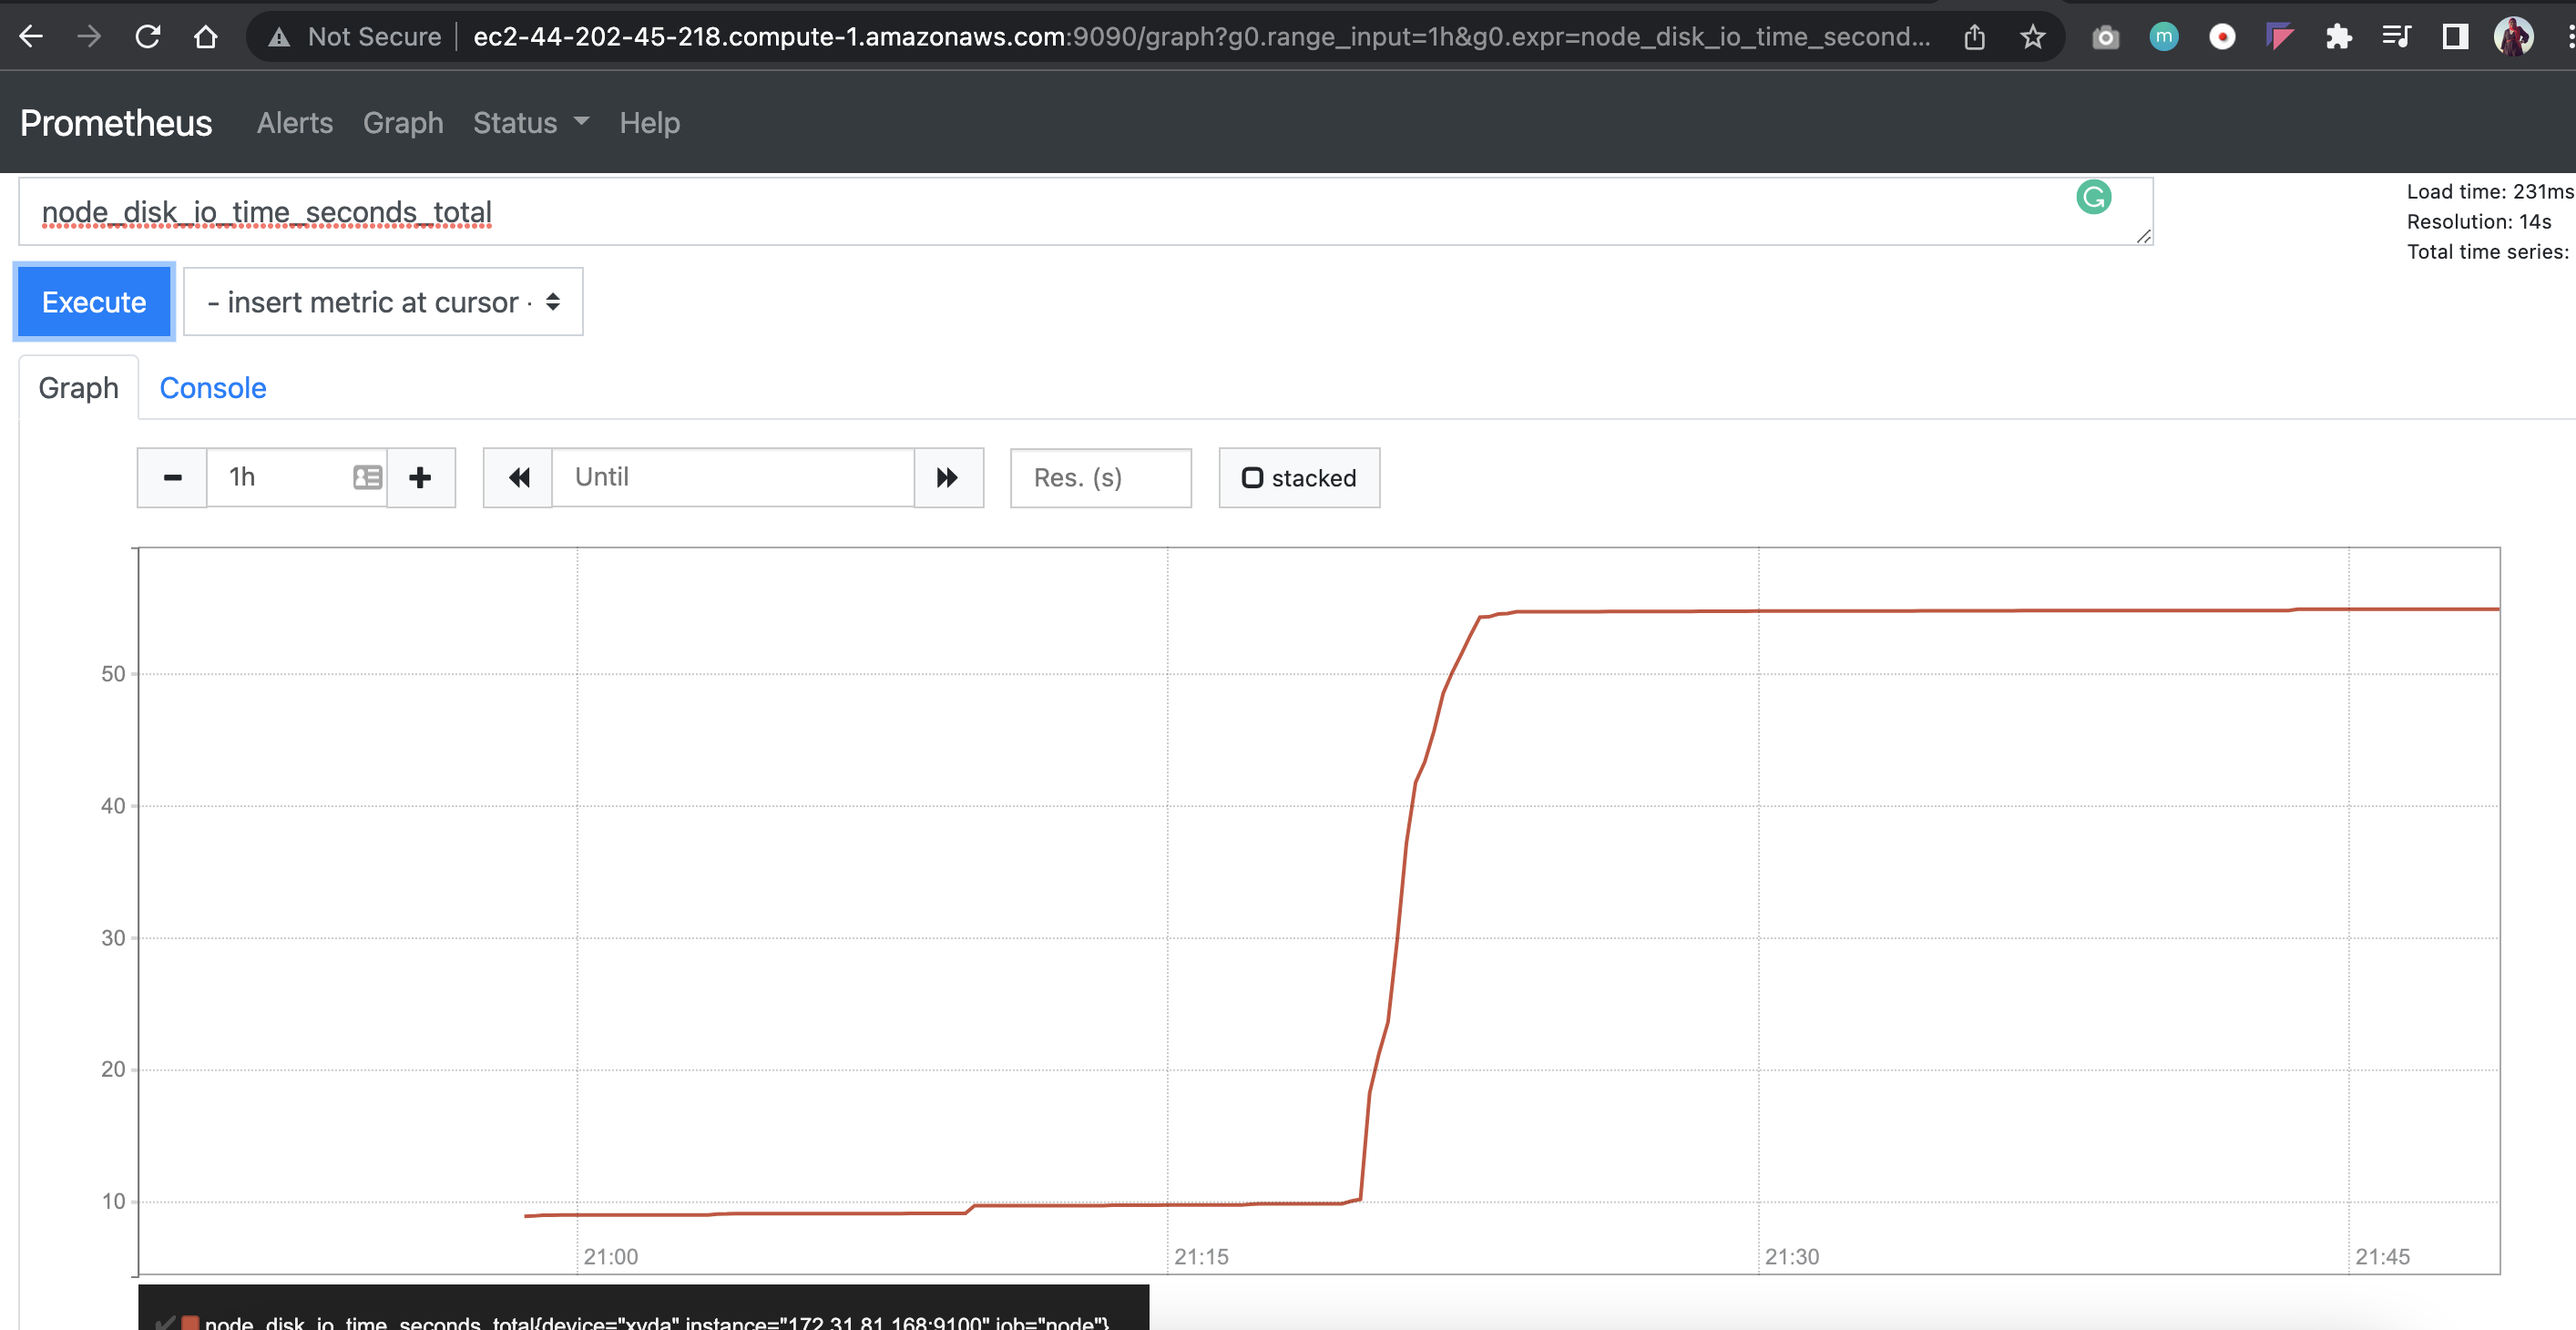 Not Secure ec2-44-202-45-218.compute-1.amazonaws.com:9090/graph?g0.range_input=1h&g0.expr=node_disk_io_time_second...
m
Prometheus Alerts Graph Status Help
node_disk_io_time_seconds_total
G
Load time: 231ms
Resolution: 14s
Total time series:
Execute - insert metric at cursor -
Graph Console
1h Until Res. (s) stacked
50
40
30
20
10
21:00 21:15 21:30 21:45
node_disk_io_time_seconds_total{device="xvda",instance="172.31.81.168:9100",job="node"}